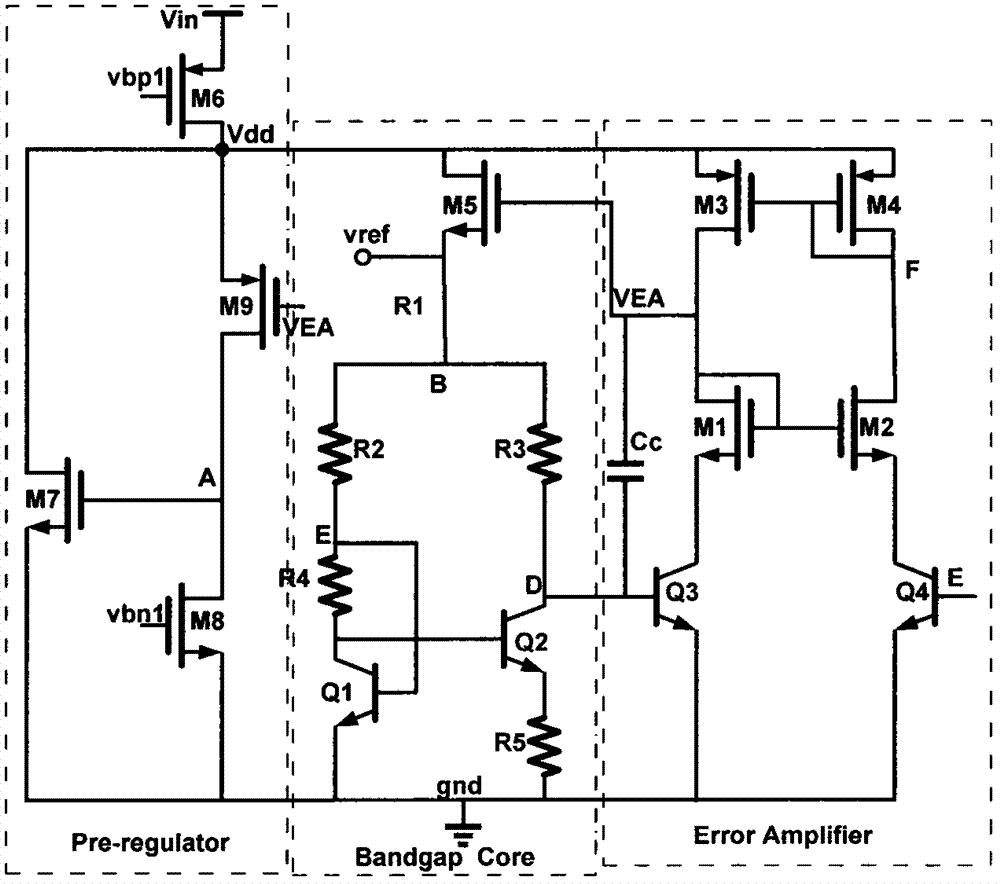 Vin
vbp1
M6
Vdd
M5
M3
M4
vref
F
R1
VEA
M9
VEA
B
R2
R3
Cc
M1
M2
A
M7
E
R4
D
Q3
Q4
E
vbn1
M8
Q2
Q1
R5
gnd
Pre-regulator
Bandgap Core
Error Amplifier